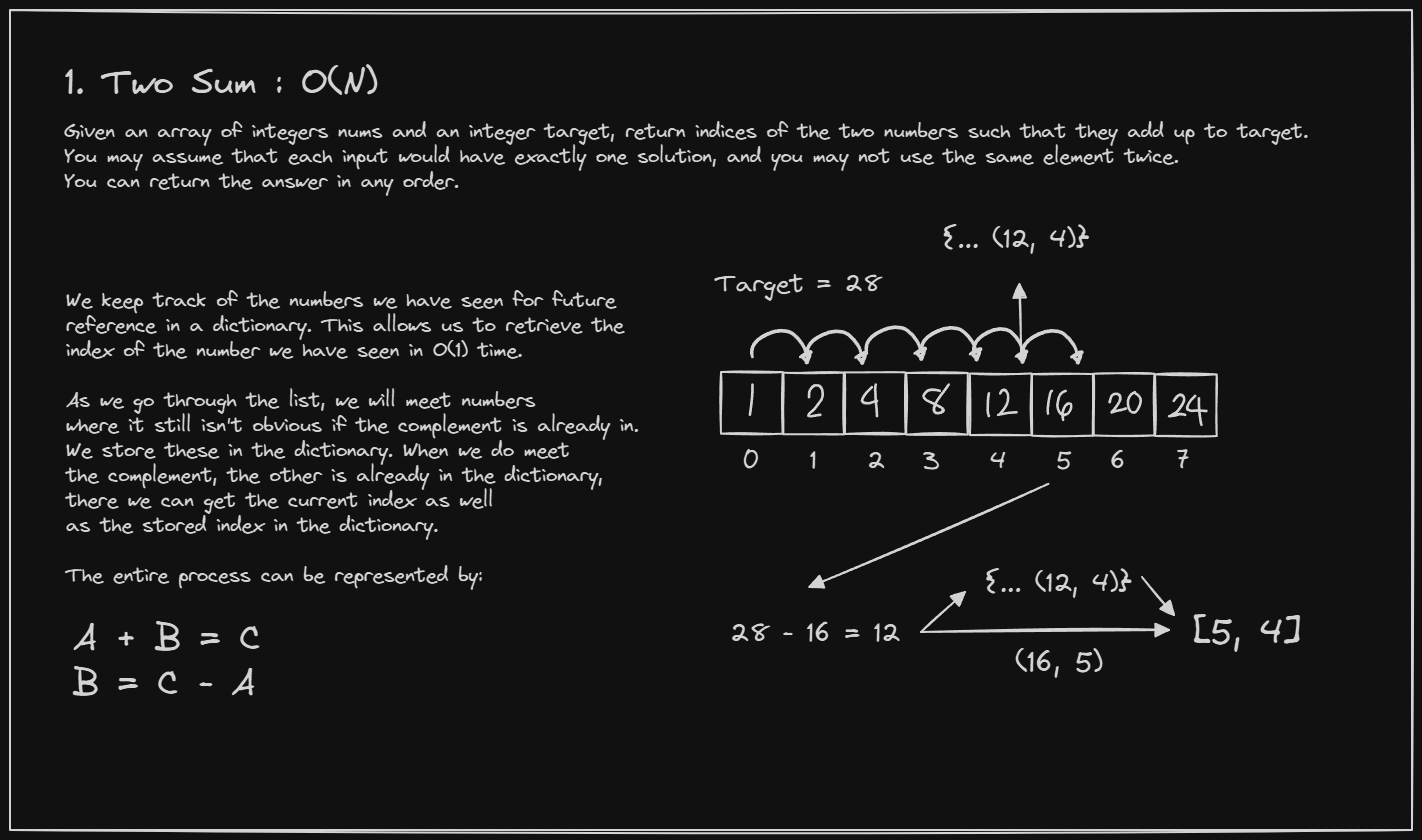 1. Two Sum : O(N)
Given an array of integers nums and an integer target, return indices of the two numbers such that they add up to target.
You may assume that each input would have exactly one solution, and you may not use the same element twice.
You can return the answer in any order.
We keep track of the numbers we have seen for future
reference in a dictionary. This allows us to retrieve the
index of the number we have seen in O(1) time.
As we go through the list, we will meet numbers
where it still isn't obvious if the complement is already in.
We store these in the dictionary. When we do meet
the complement, the other is already in the dictionary,
there we can get the current index as well
as the stored index in the dictionary.
The entire process can be represented by:
A + B = C
B = C - A
{... (12, 4)}
Target = 28
1 2 4 8 12 16 20 24
0 1 2 3 4 5 6 7
{... (12, 4)}
28 - 16 = 12
[5, 4]
(16, 5)